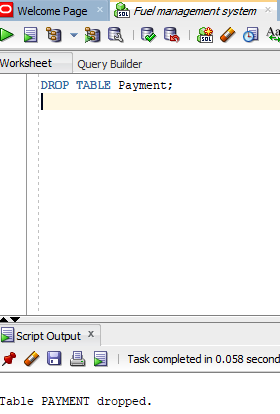 Welcome Page
Fuel management system
Worksheet
Query Builder
DROP TABLE Payment;
Script Output
Task completed in 0.058 second
Table PAYMENT dropped.